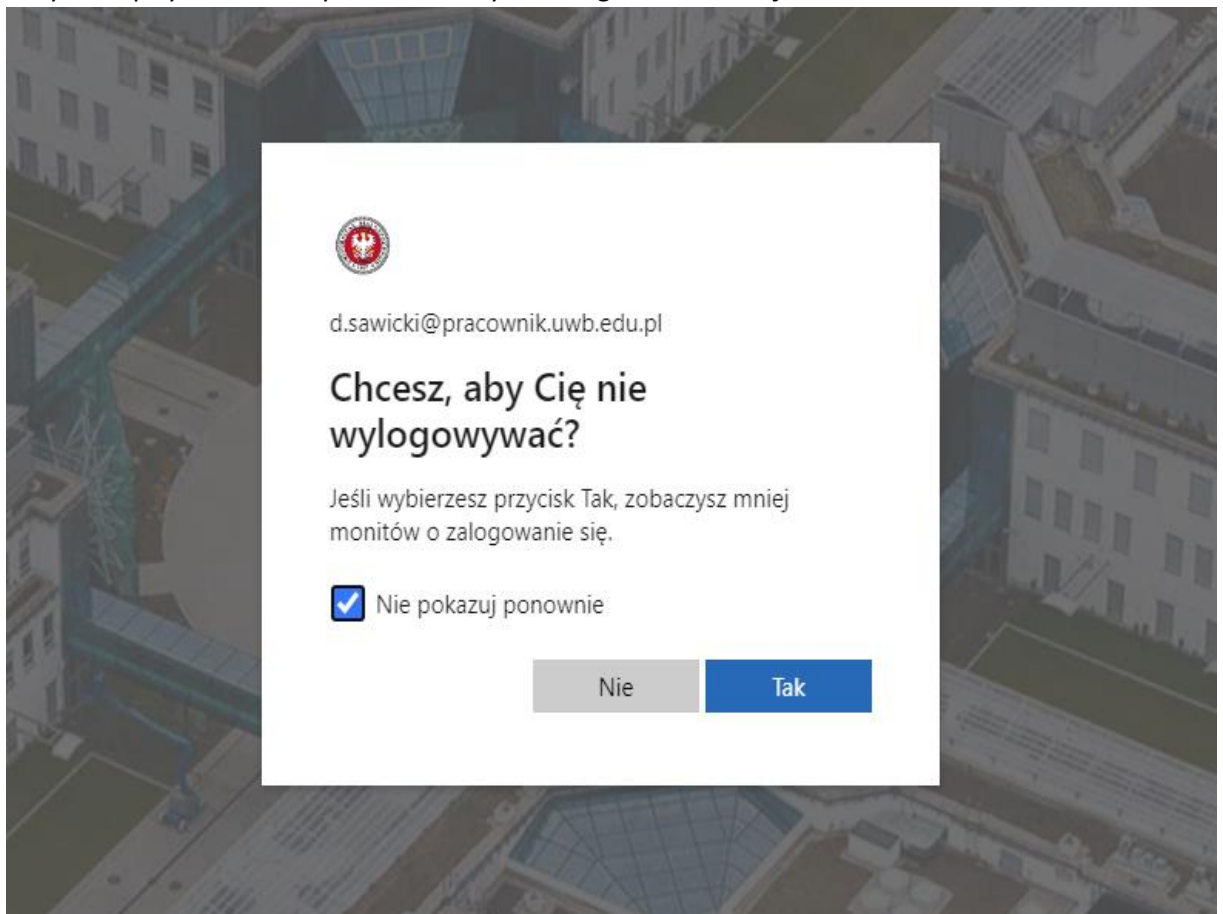 d.sawicki@pracownik.uwb.edu.pl
Chcesz, aby Cię nie
wylogowywać?
Jeśli wybierzesz przycisk Tak, zobaczysz mniej
monitów o zalogowanie się.
Nie pokazuj ponownie
Nie
Tak